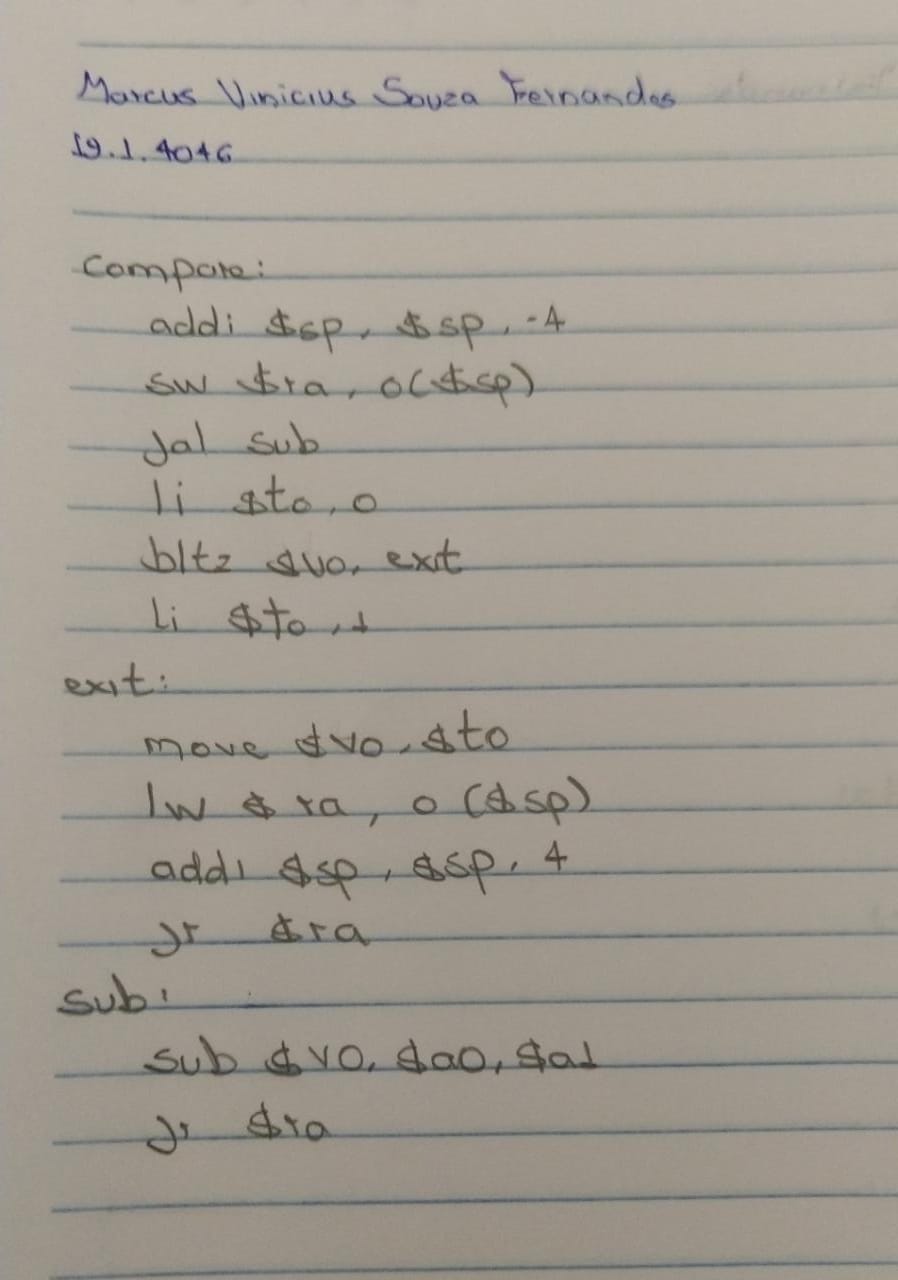 Marcus Vinicius Souza Fernandes
19.1.4046
compare:
addi $sp, $sp, -4
sw $ra, 0($sp)
jal sub
li $t0, 0
bltz $v0, exit
li $t0, 1
exit:
move $v0, $t0
lw $ra, 0 ($sp)
addi $sp, $sp, 4
jr $ra
sub:
sub $v0, $a0, $a1
jr $ra